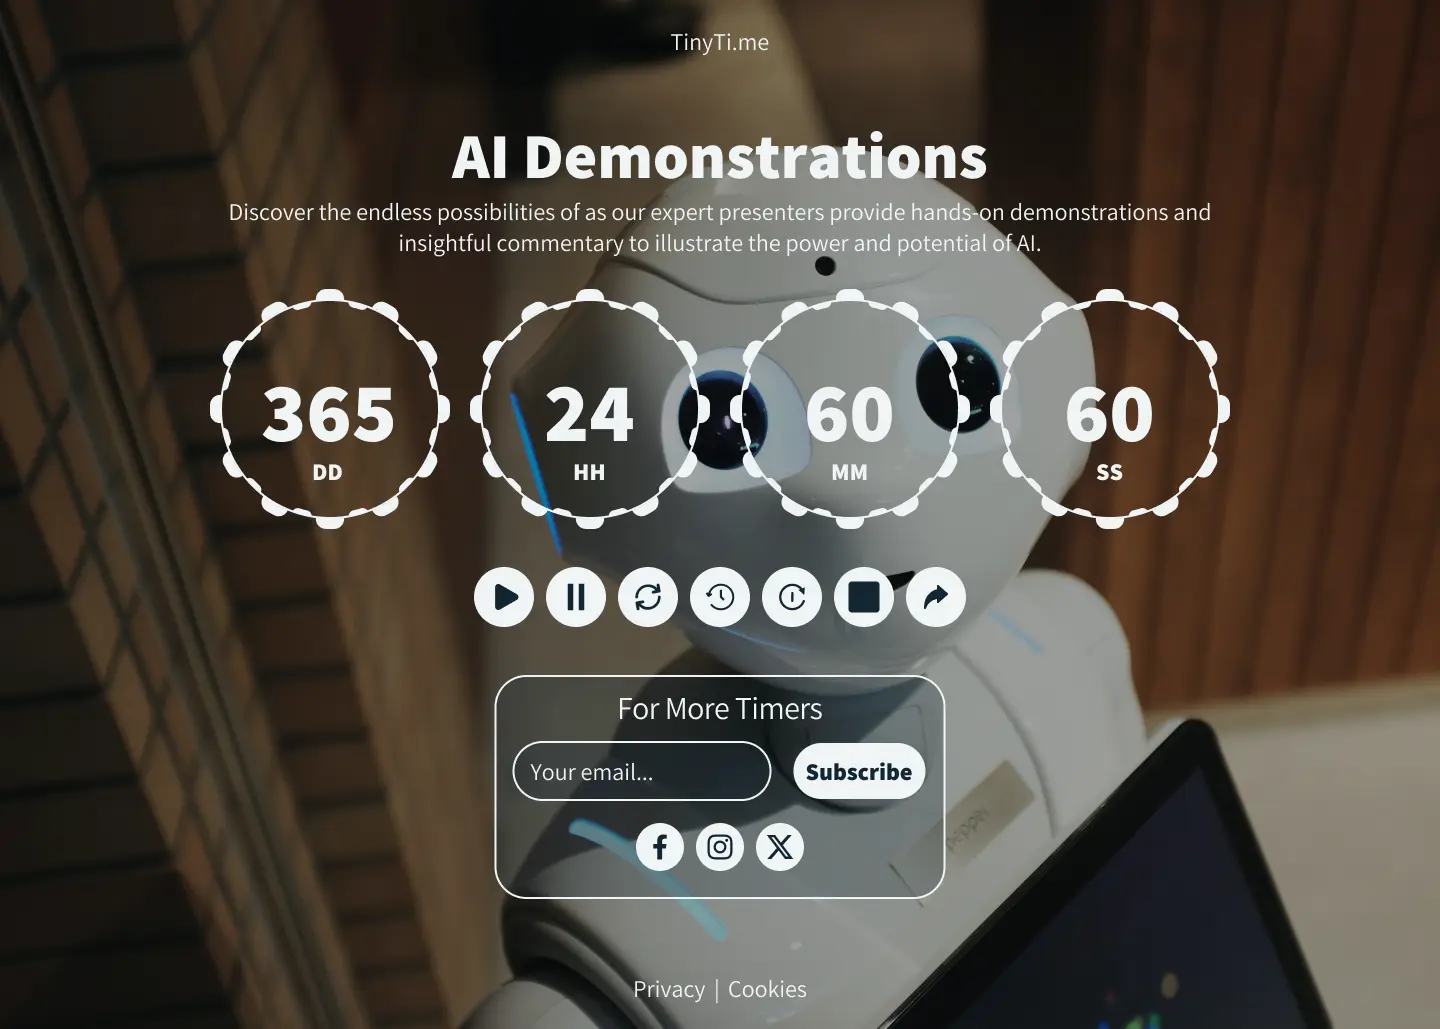 TinyTi.me
AI Demonstrations
Discover the endless possibilities of as our expert presenters provide hands-on demonstrations and
insightful commentary to illustrate the power and potential of AI.
365
DD
24
HH
60
MM
60
SS
For More Timers
Your email...
Subscribe
pepper
Privacy | Cookies